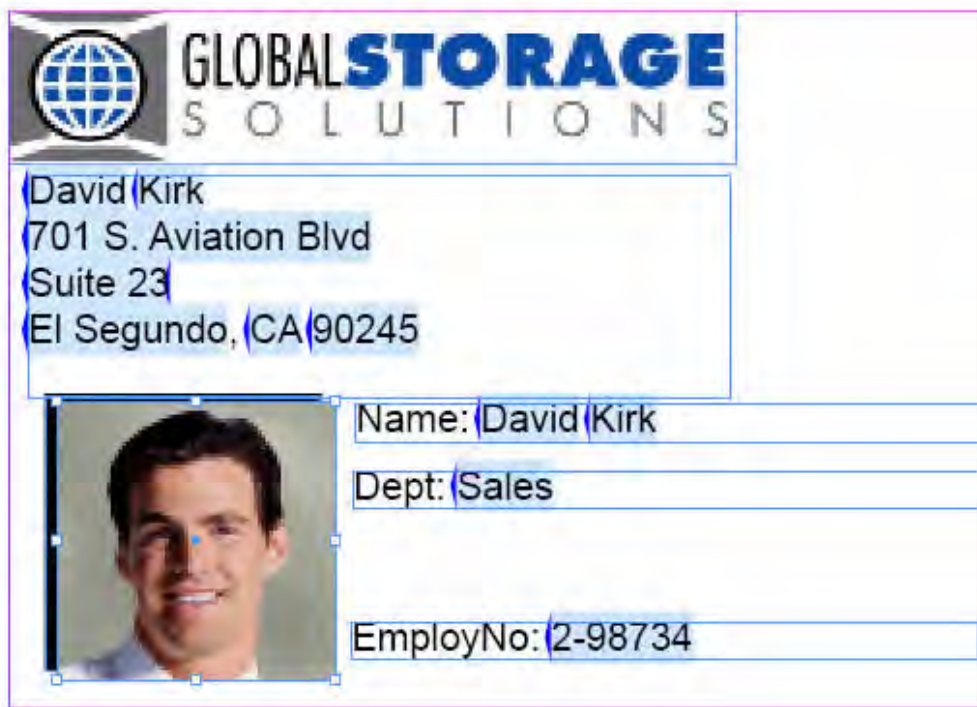 GLOBALSTORAGE
SOLUTIONS
David Kirk
701 S. Aviation Blvd
Suite 23
El Segundo, CA 90245
Name: David Kirk
Dept: Sales
EmployNo: 2-98734